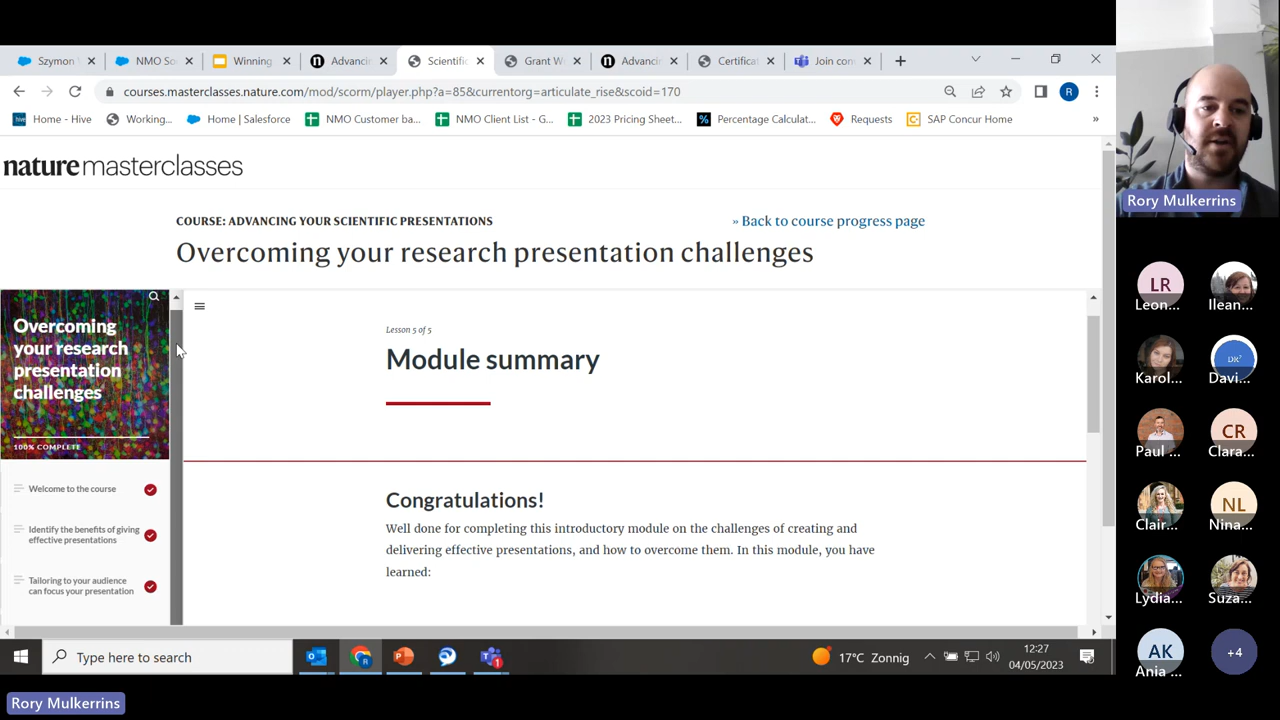 Szymon
NMO So
Winning
Advancin
Scientific
Grant W
Advancin
Certificat
Join con
courses.masterclasses.nature.com/mod/scorm/player.php?a=85&currentorg=articulate_rise&scoid=170
R
hive
Home - Hive
Working...
Home | Salesforce
NMO Customer ba...
NMO Client List - G...
2023 Pricing Sheet...
Percentage Calculat...
Requests
SAP Concur Home
»
nature masterclasses
COURSE: ADVANCING YOUR SCIENTIFIC PRESENTATIONS
» Back to course progress page
Overcoming your research presentation challenges
Overcoming
your research
presentation
challenges
100% COMPLETE
Welcome to the course
Identify the benefits of giving
effective presentations
Tailoring to your audience
can focus your presentation
Lesson 5 of 5
Module summary
Congratulations!
Well done for completing this introductory module on the challenges of creating and
delivering effective presentations, and how to overcome them. In this module, you have
learned:
Type here to search
1
17°C Zonnig
12:27
04/05/2023
Rory Mulkerrins
Rory Mulkerrins
LR
Leon...
Ilean...
Karol...
DR
Davi...
Paul ...
CR
Clara...
Clair...
NL
Nina...
Lydia...
Suza...
AK
Ania ...
+4